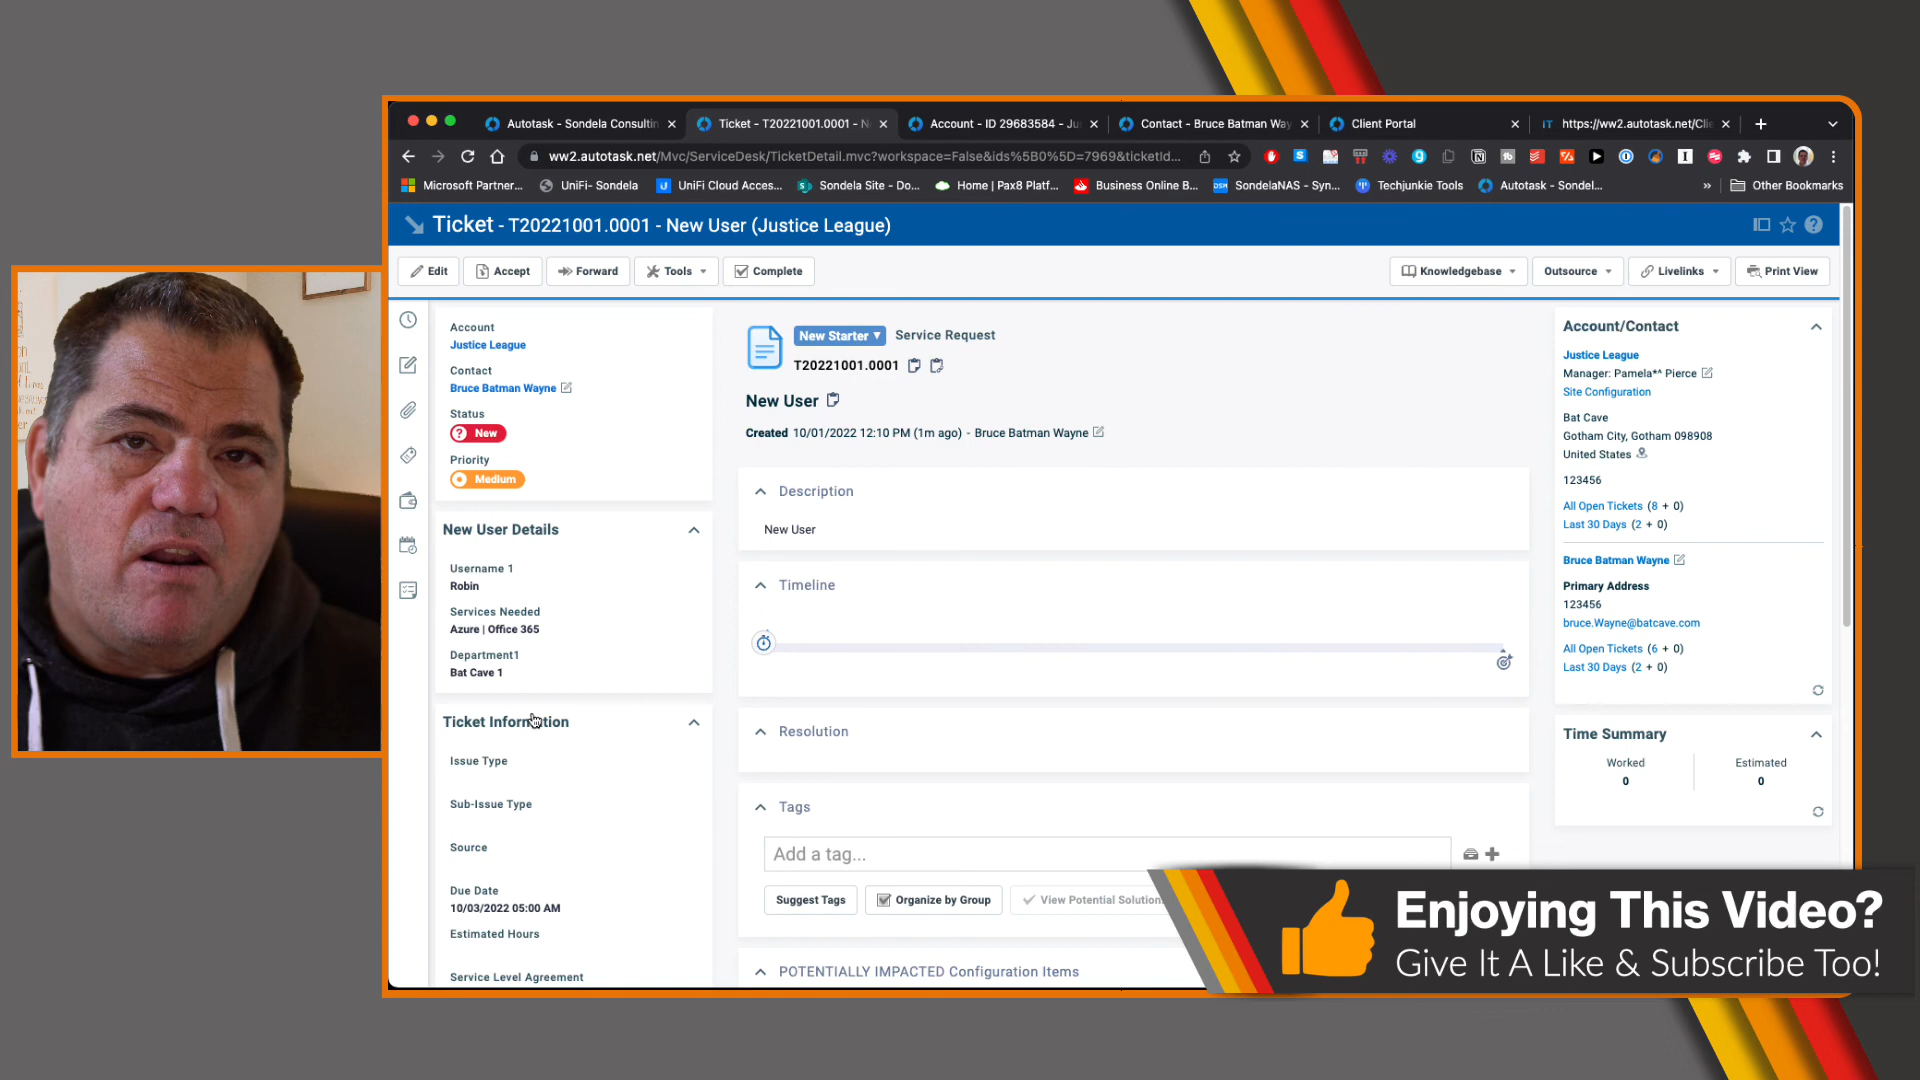 Autotask - Sondela Consultin
Ticket - T20221001.0001 - N
Account - ID 29683584 - Ju
Contact - Bruce Batman Way
Client Portal
https://ww2.autotask.net/Clie
ww2.autotask.net/Mvc/ServiceDesk/TicketDetail.mvc?workspace=False&ids%5B0%5D=7969&ticketId...
Microsoft Partner...
UniFi- Sondela
UniFi Cloud Acces...
Sondela Site - Do...
Home | Pax8 Platf...
Business Online B...
SondelaNAS - Syn...
Techjunkie Tools
Autotask - Sondel...
»
Other Bookmarks
Ticket - T20221001.0001 - New User (Justice League)
Edit
Accept
Forward
Tools
Complete
Knowledgebase
Outsource
Livelinks
Print View
Account
Justice League
Contact
Bruce Batman Wayne
Status
New
Priority
Medium
New User Details
Username 1
Robin
Services Needed
Azure | Office 365
Department1
Bat Cave 1
Ticket Information
Issue Type
Sub-Issue Type
Source
Due Date
10/03/2022 05:00 AM
Estimated Hours
Service Level Agreement
New Starter Service Request
T20221001.0001
New User
Created 10/01/2022 12:10 PM (1m ago) - Bruce Batman Wayne
Description
New User
Timeline
Resolution
Tags
Add a tag...
Suggest Tags
Organize by Group
View Potential Solution
POTENTIALLY IMPACTED Configuration Items
Account/Contact
Justice League
Manager: Pamela*^ Pierce
Site Configuration
Bat Cave
Gotham City, Gotham 098908
United States
123456
All Open Tickets (8 + 0)
Last 30 Days (2 + 0)
Bruce Batman Wayne
Primary Address
123456
bruce.Wayne@batcave.com
All Open Tickets (6 + 0)
Last 30 Days (2 + 0)
Time Summary
Worked
0
Estimated
0
Enjoying This Video?
Give It A Like & Subscribe Too!